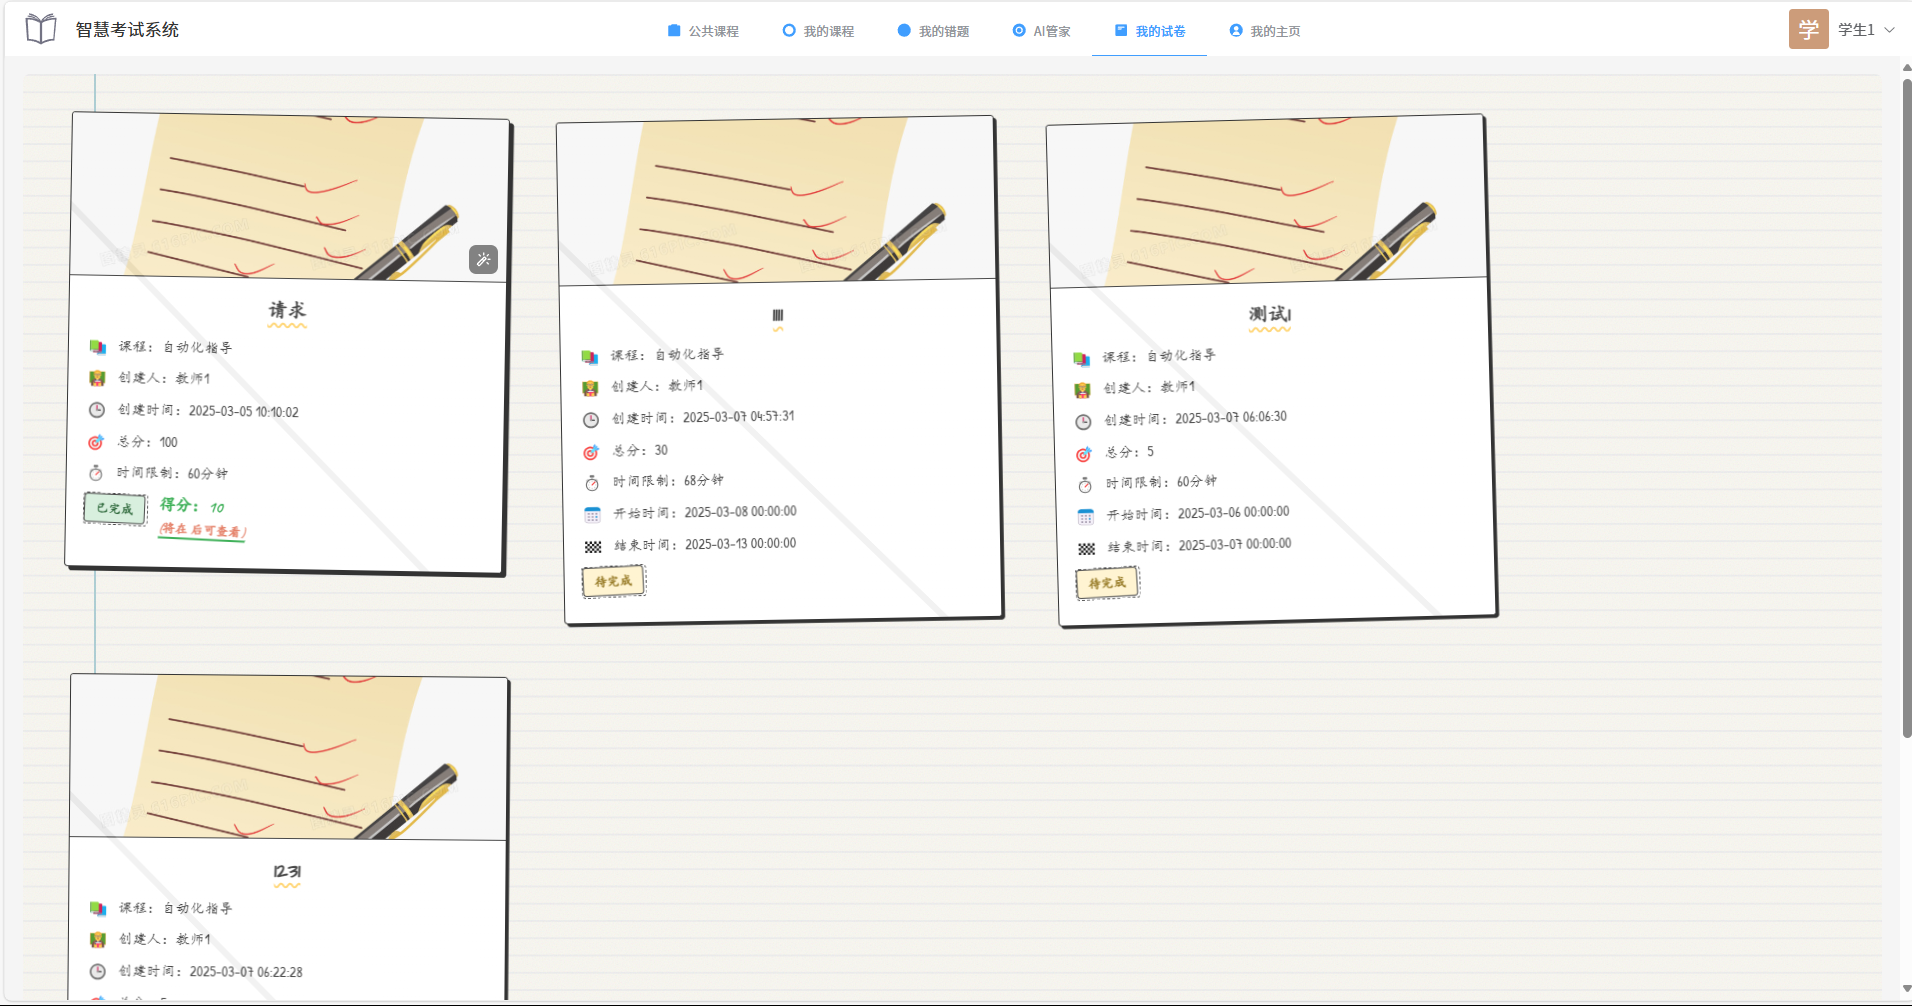 智慧考试系统
公共课程
我的课程
我的错题
AI管家
我的试卷
我的主页
学
学生1
请求
课程：自动化指导
创建人：教师1
创建时间：2025-03-05 10:10:02
总分：100
时间限制：60分钟
已完成
得分：10
(将在 后可查看)
1111
课程：自动化指导
创建人：教师1
创建时间：2025-03-07 04:57:31
总分：30
时间限制：68分钟
开始时间：2025-03-08 00:00:00
结束时间：2025-03-13 00:00:00
待完成
测试1
课程：自动化指导
创建人：教师1
创建时间：2025-03-07 06:06:30
总分：5
时间限制：60分钟
开始时间：2025-03-06 00:00:00
结束时间：2025-03-07 00:00:00
待完成
1231
课程：自动化指导
创建人：教师1
创建时间：2025-03-07 06:22:28